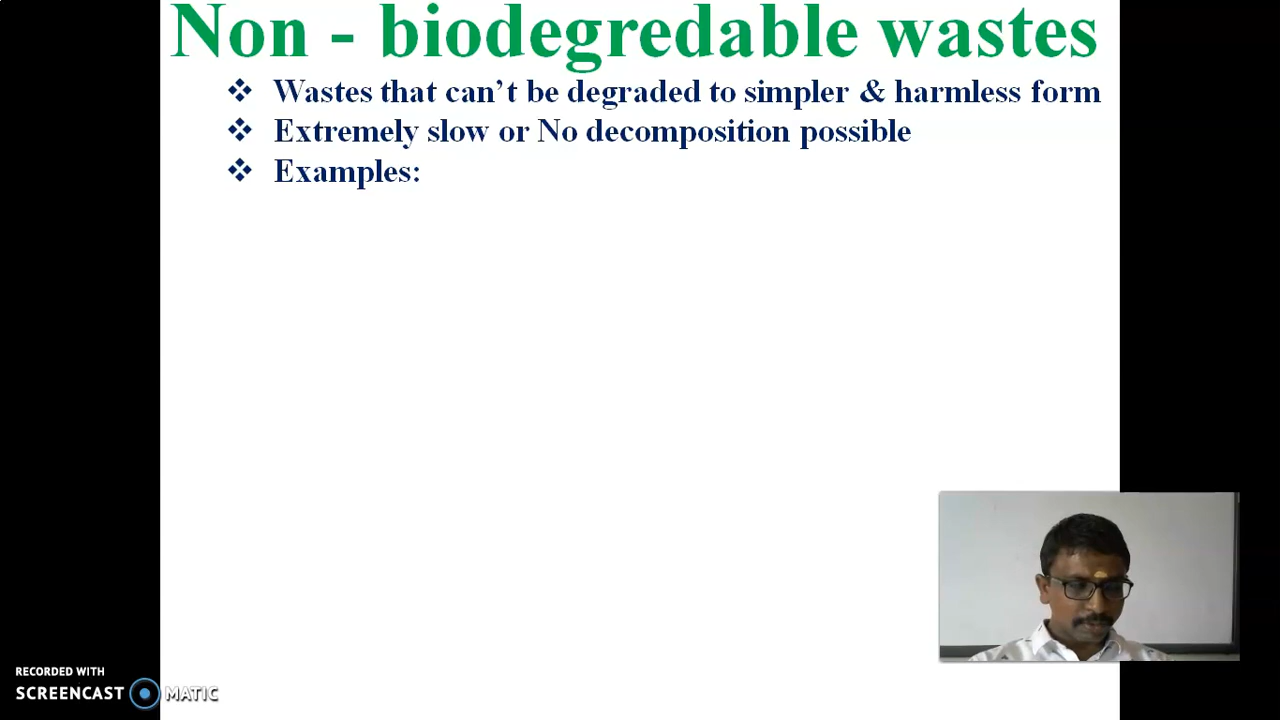 Non - biodegredable wastes
❖ Wastes that can’t be degraded to simpler & harmless form
❖ Extremely slow or No decomposition possible
❖ Examples:
RECORDED WITH
SCREENCAST MATIC